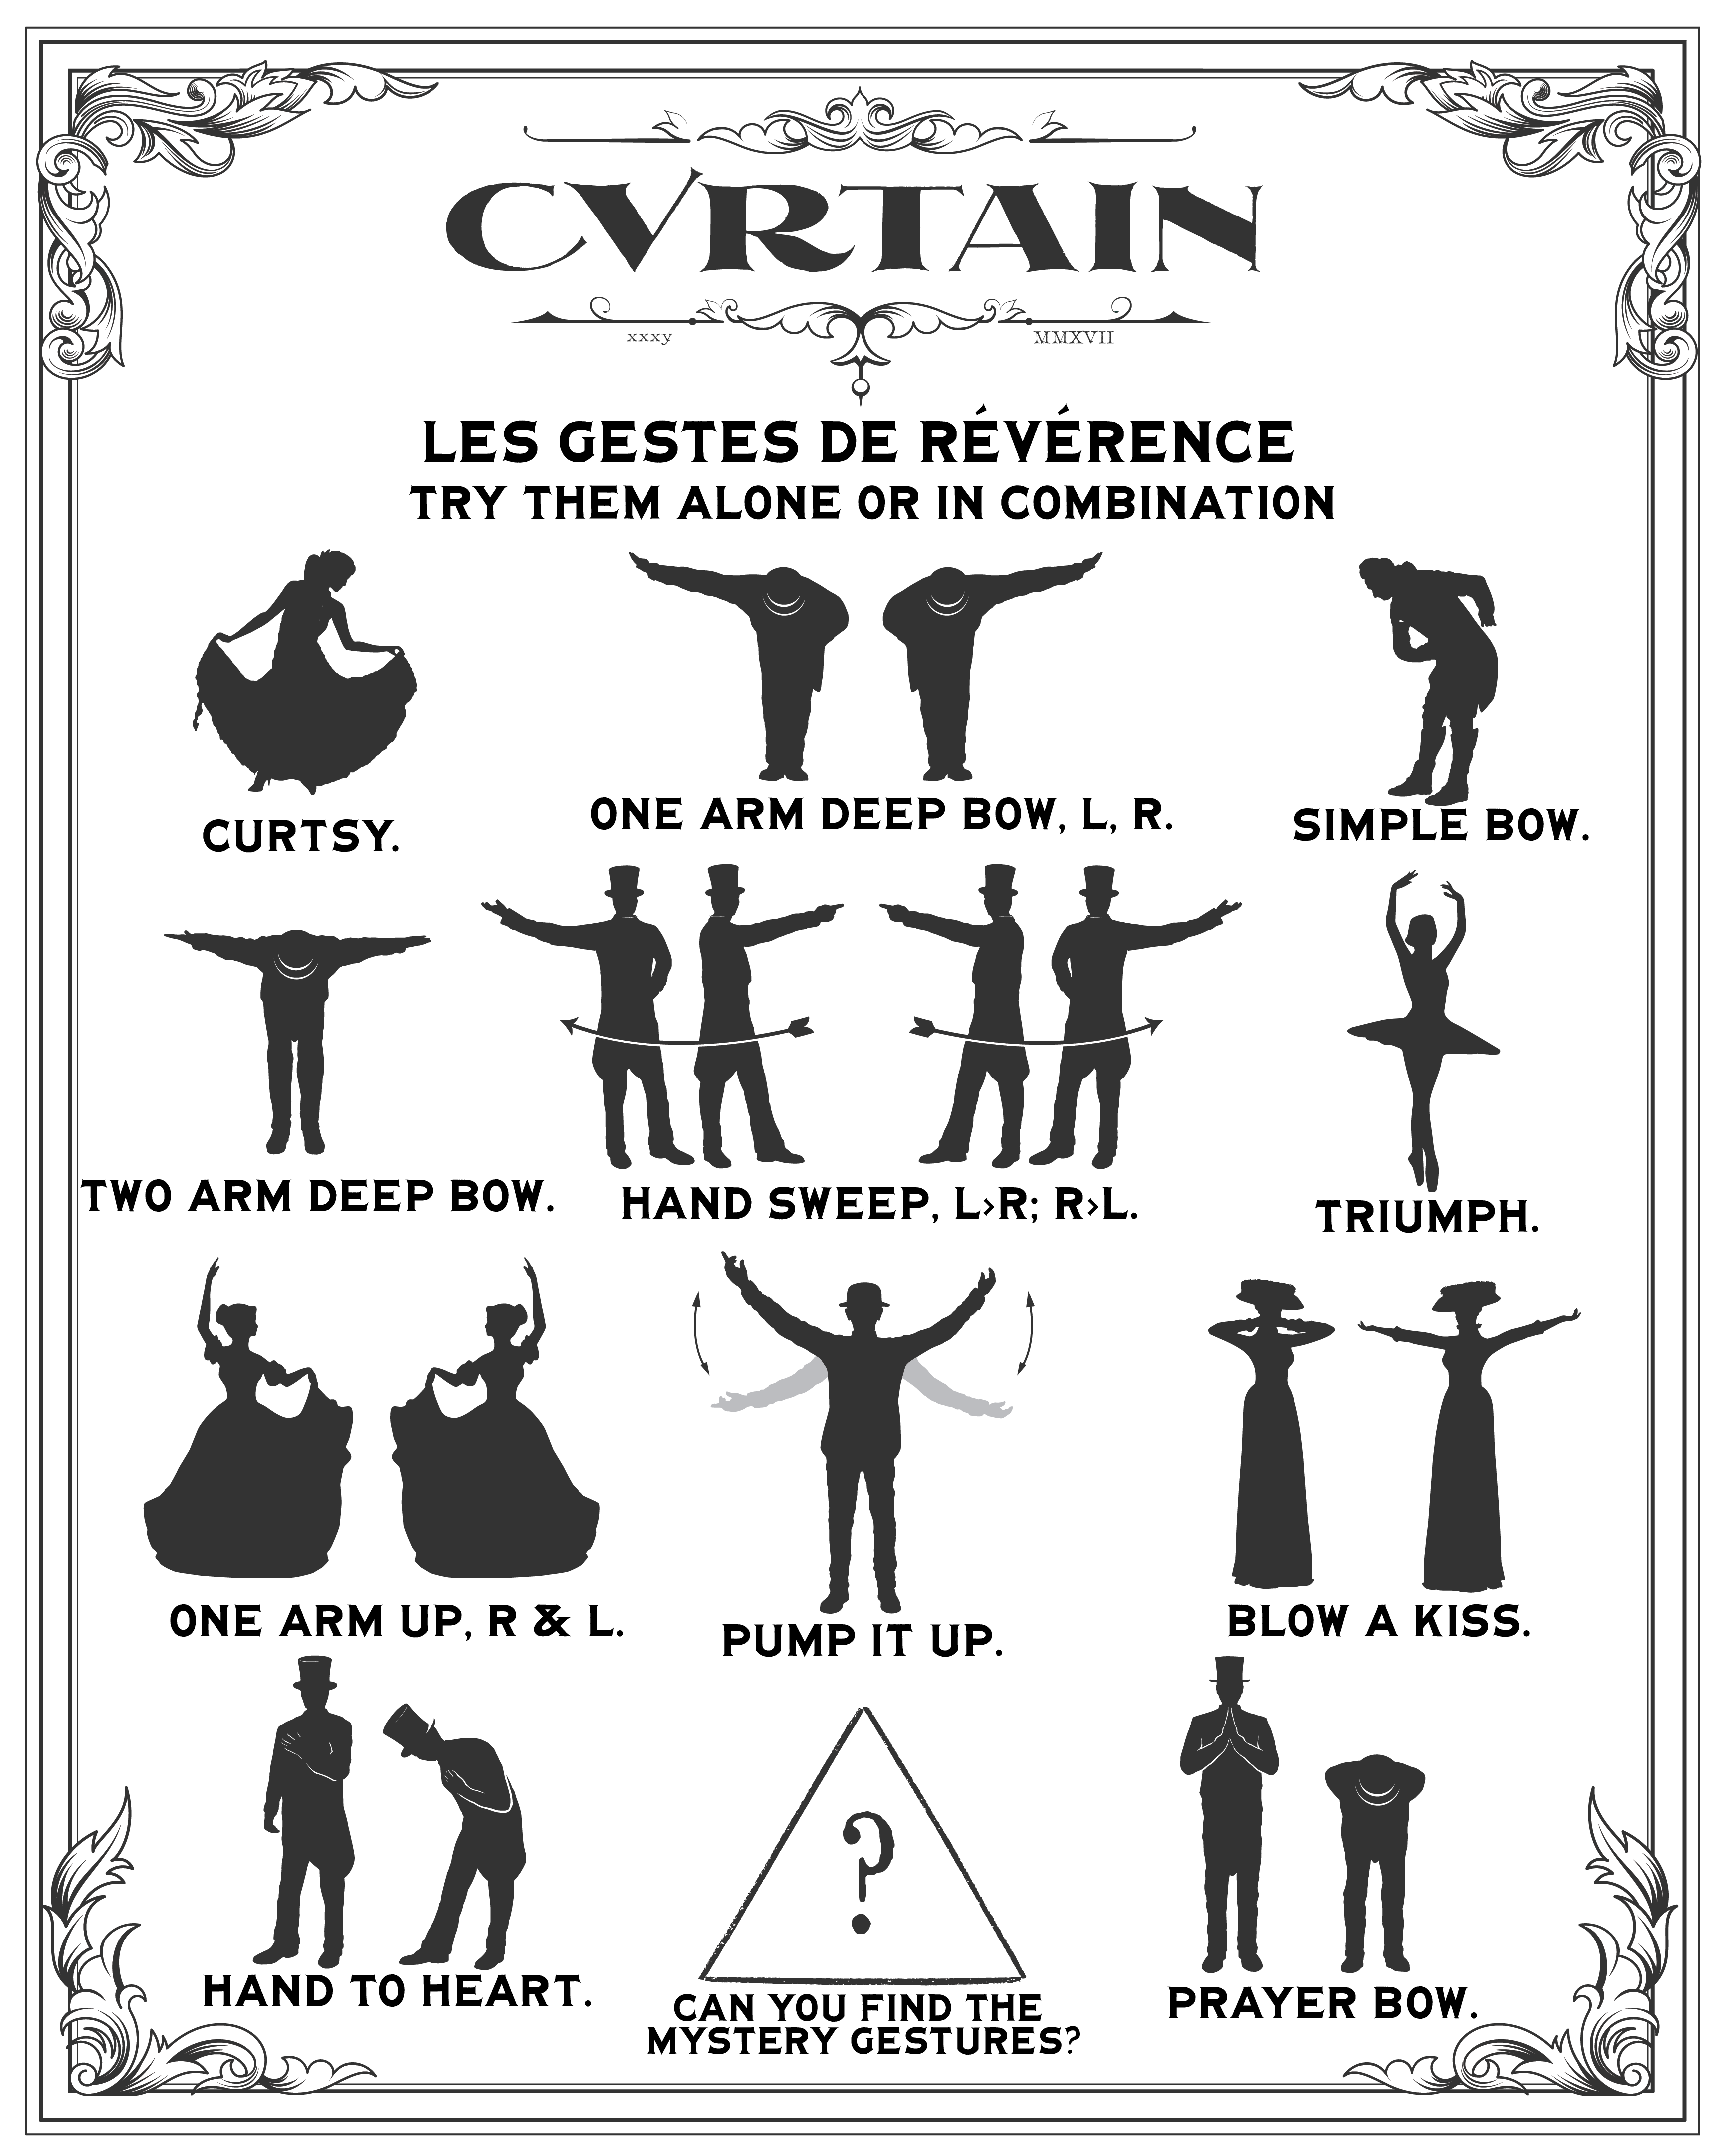 CVRTAIN
xxxy MMXVII
LES GESTES DE RÉVÉRENCE
TRY THEM ALONE OR IN COMBINATION
CURTSY.
ONE ARM DEEP BOW, L, R.
SIMPLE BOW.
TWO ARM DEEP BOW.
HAND SWEEP, L>R; R>L.
TRIUMPH.
ONE ARM UP, R & L.
PUMP IT UP.
BLOW A KISS.
HAND TO HEART.
?
CAN YOU FIND THE
MYSTERY GESTURES?
PRAYER BOW.